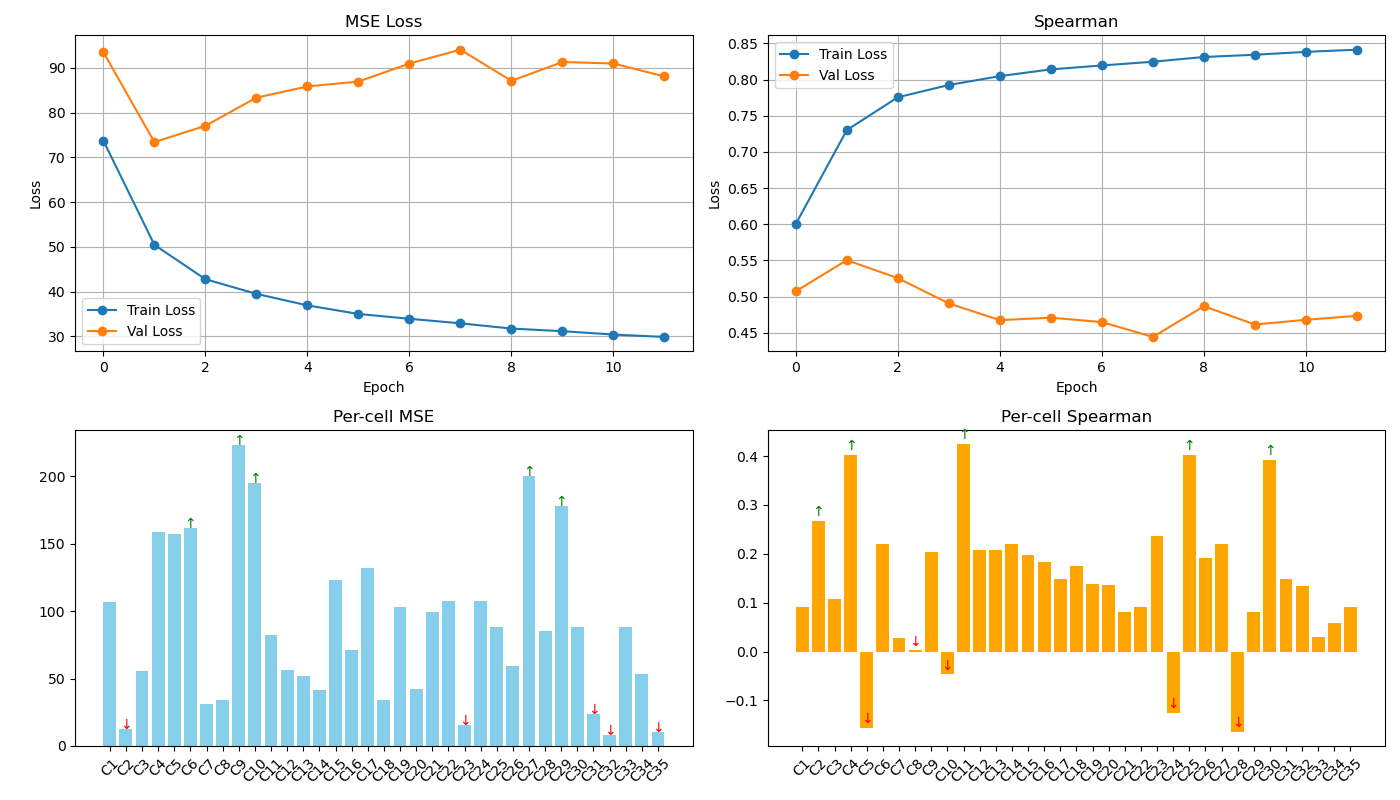 MSE Loss
90
80
70
60
50
40
30
Loss
Train Loss
Val Loss
0 2 4 6 8 10
Epoch
Spearman
0.85
0.80
0.75
0.70
0.65
0.60
0.55
0.50
0.45
Loss
Train Loss
Val Loss
0 2 4 6 8 10
Epoch
Per-cell MSE
200
150
100
50
0
↑ ↑ ↑ ↑ ↑
↓ ↓ ↓ ↓ ↓
C1 C2 C3 C4 C5 C6 C7 C8 C9 C10 C11 C12 C13 C14 C15 C16 C17 C18 C19 C20 C21 C22 C23 C24 C25 C26 C27 C28 C29 C30 C31 C32 C33 C34 C35
Per-cell Spearman
0.4
0.3
0.2
0.1
0.0
−0.1
↑ ↑ ↑ ↑ ↑
↓ ↓ ↓ ↓ ↓
C1 C2 C3 C4 C5 C6 C7 C8 C9 C10 C11 C12 C13 C14 C15 C16 C17 C18 C19 C20 C21 C22 C23 C24 C25 C26 C27 C28 C29 C30 C31 C32 C33 C34 C35